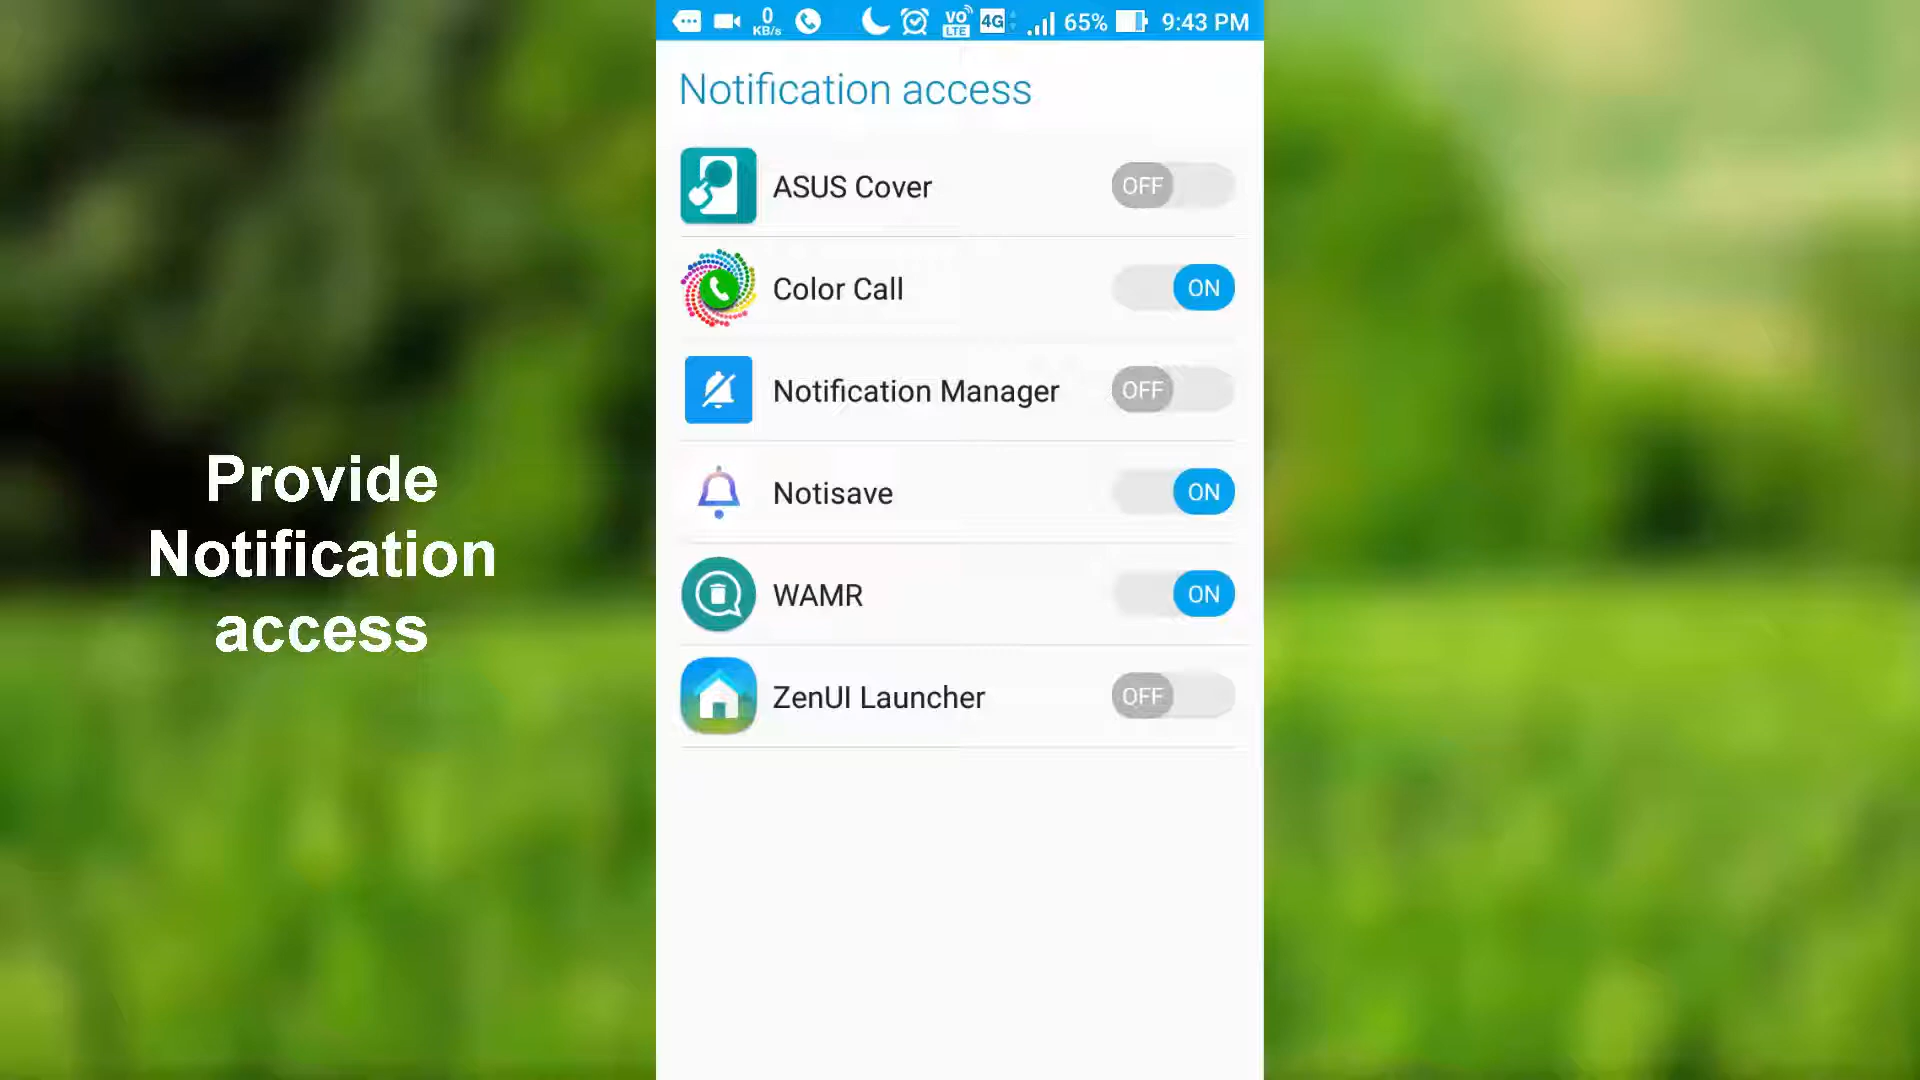 0
KB/s
VO
LTE
4G
65%
9:43 PM
Notification access
ASUS Cover
OFF
Color Call
ON
Notification Manager
OFF
Notisave
ON
WAMR
ON
ZenUI Launcher
OFF
Provide
Notification
access